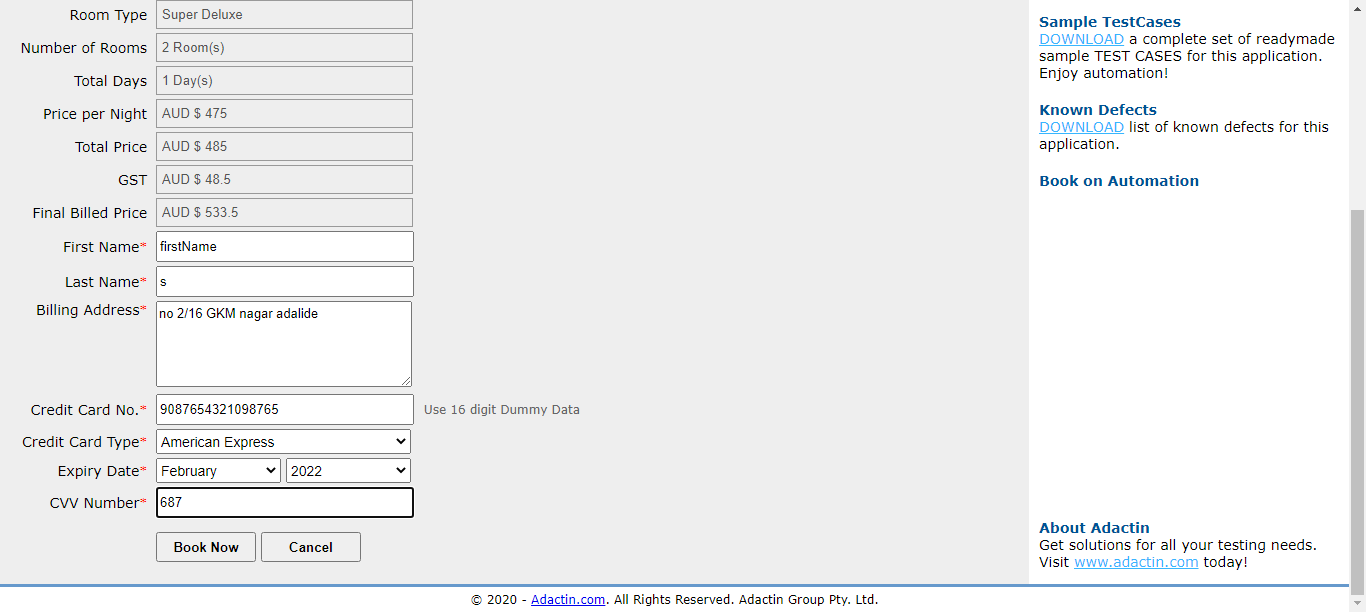 Room Type Super Deluxe
Number of Rooms 2 Room(s)
Total Days 1 Day(s)
Price per Night AUD $ 475
Total Price AUD $ 485
GST AUD $ 48.5
Final Billed Price AUD $ 533.5
First Name* firstName
Last Name* s
Billing Address* no 2/16 GKM nagar adalide
Credit Card No.* 9087654321098765 Use 16 digit Dummy Data
Credit Card Type* American Express
Expiry Date* February 2022
CVV Number* 687
Book Now Cancel
Sample TestCases
DOWNLOAD a complete set of readymade
sample TEST CASES for this application.
Enjoy automation!
Known Defects
DOWNLOAD list of known defects for this
application.
Book on Automation
About Adactin
Get solutions for all your testing needs.
Visit www.adactin.com today!
© 2020 - Adactin.com. All Rights Reserved. Adactin Group Pty. Ltd.